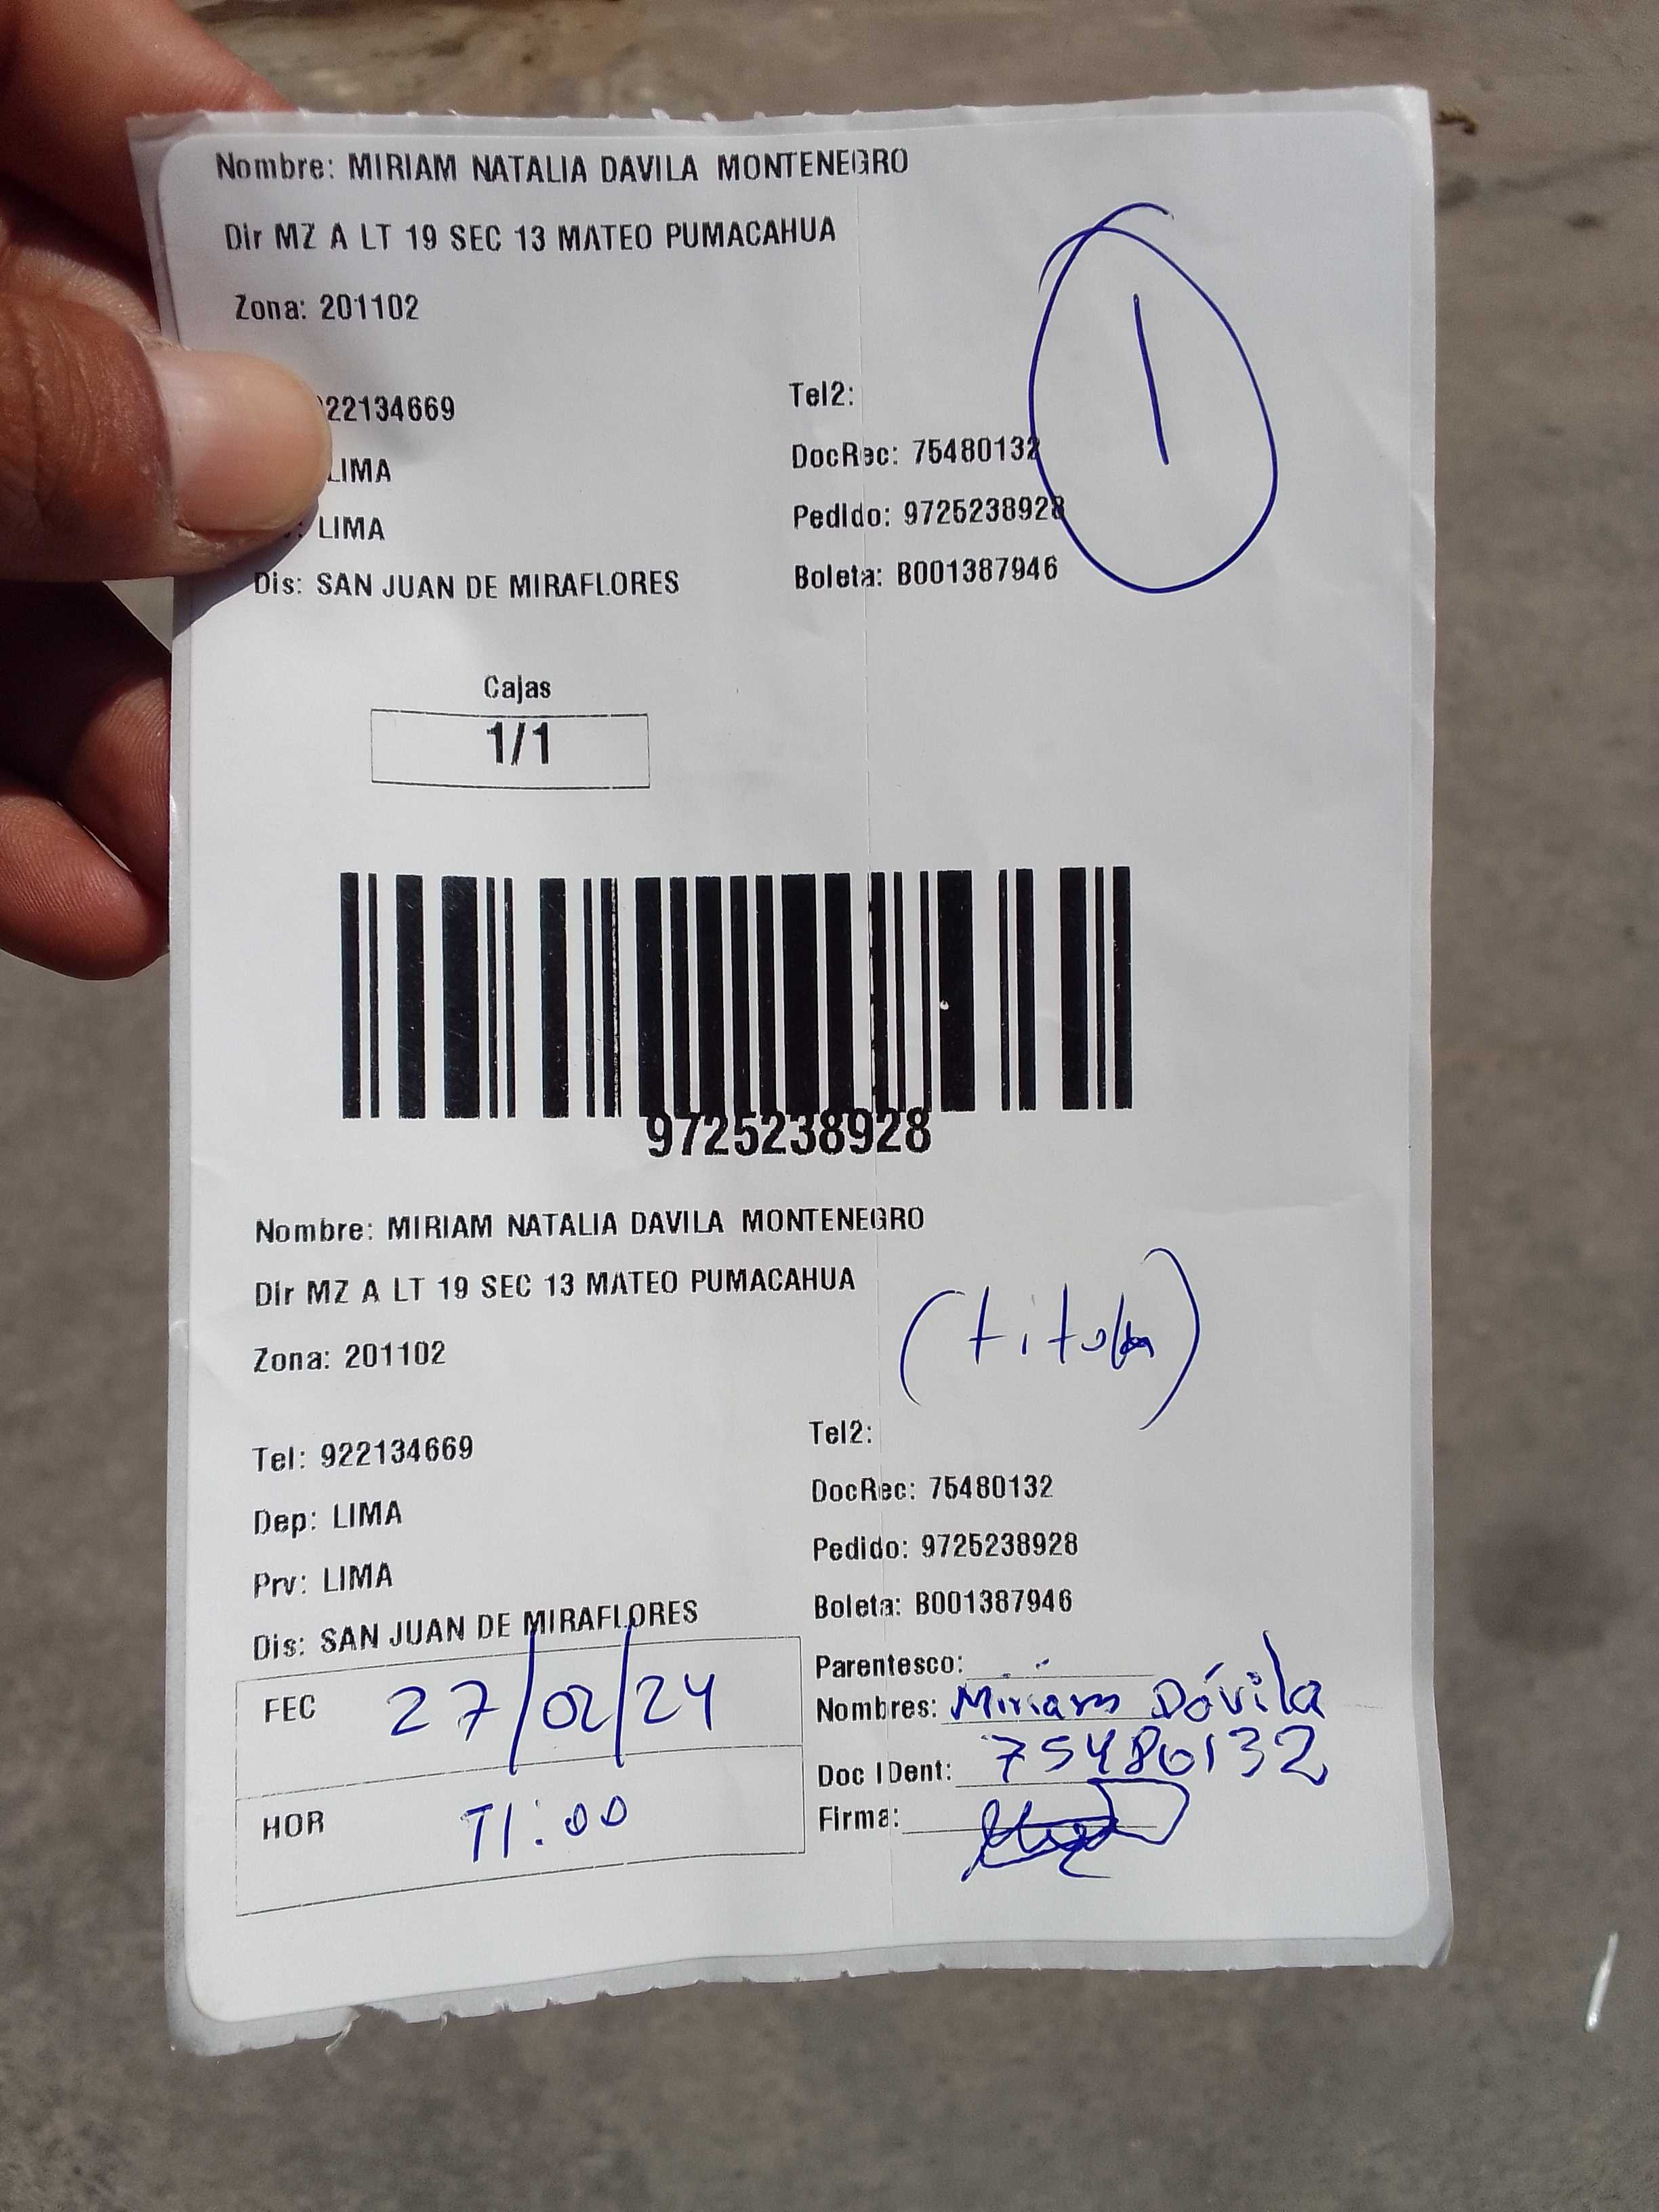 Nombre: MIRIAM NATALIA DAVILA MONTENEGRO
Dir MZ A LT 19 SEC 13 MATEO PUMACAHUA
Zona: 201102
1
22134669
Tel2:
LIMA
DocRec: 75480132
LIMA
Pedido: 9725238928
Dis: SAN JUAN DE MIRAFLORES
Boleta: B001387946
Cajas
1/1
9725238928
Nombre: MIRIAM NATALIA DAVILA MONTENEGRO
Dir MZ A LT 19 SEC 13 MATEO PUMACAHUA
Zona: 201102
(titular)
Tel: 922134669
Tel2:
Dep: LIMA
DocRec: 75480132
Prv: LIMA
Pedido: 9725238928
Dis: SAN JUAN DE MIRAFLORES
Boleta: B001387946
FEC 27/02/24
HOR 11:00
Parentesco:
Nombres: Miriam Dávila
Doc IDent: 75480132
Firma: